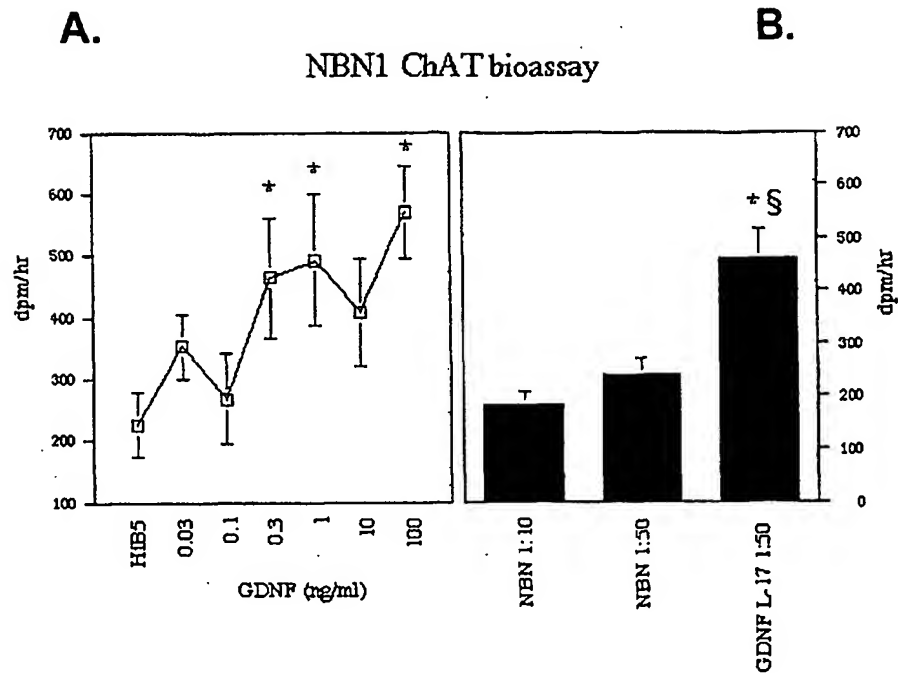 A.
B.
NBN1 ChAT bioassay
700
600
500
400
300
200
100
dpm/hr
*
*
*
HiB5
0.03
0.1
0.3
1
10
100
GDNF (ng/ml)
* §
700
600
500
400
300
200
100
0
dpm/hr
NBN 1:10
NBN 1:50
GDNF L-17 1:50